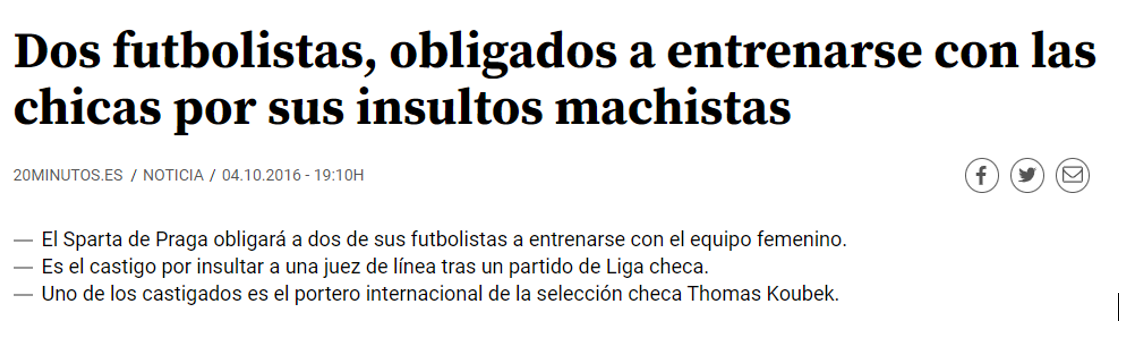 Dos futbolistas, obligados a entrenarse con las
chicas por sus insultos machistas
20MINUTOS.ES / NOTICIA / 04.10.2016 - 19:10H
— El Sparta de Praga obligará a dos de sus futbolistas a entrenarse con el equipo femenino.
— Es el castigo por insultar a una juez de línea tras un partido de Liga checa.
— Uno de los castigados es el portero internacional de la selección checa Thomas Koubek.